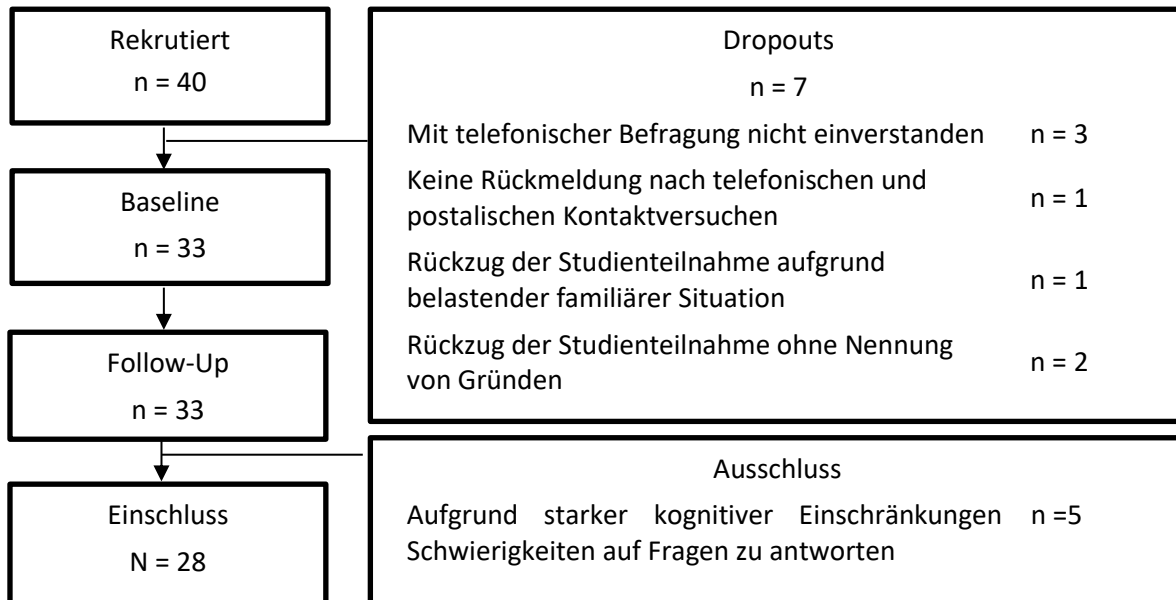 Rekrutiert
n = 40
Baseline
n = 33
Follow-Up
n = 33
Einschluss
N = 28
Dropouts
n = 7
Mit telefonischer Befragung nicht einverstanden n = 3
Keine Rückmeldung nach telefonischen und
postalischen Kontaktversuchen
n = 1
Rückzug der Studienteilnahme aufgrund
belastender familiärer Situation
n = 1
Rückzug der Studienteilnahme ohne Nennung
von Gründen
n = 2
Ausschluss
Aufgrund starker kognitiver Einschränkungen n =5
Schwierigkeiten auf Fragen zu antworten